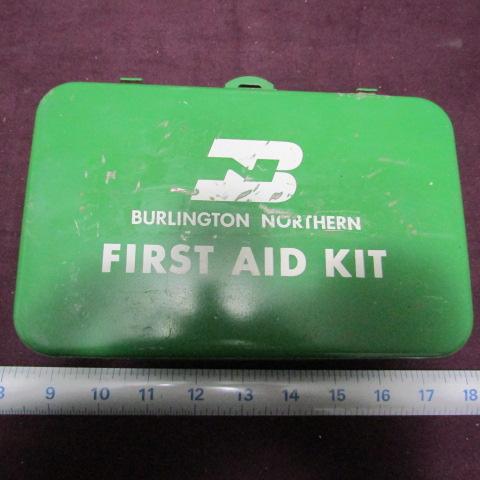 BURLINGTON NORTHERN
FIRST AID KIT
8 9 10 11 12 13 14 15 16 17 18